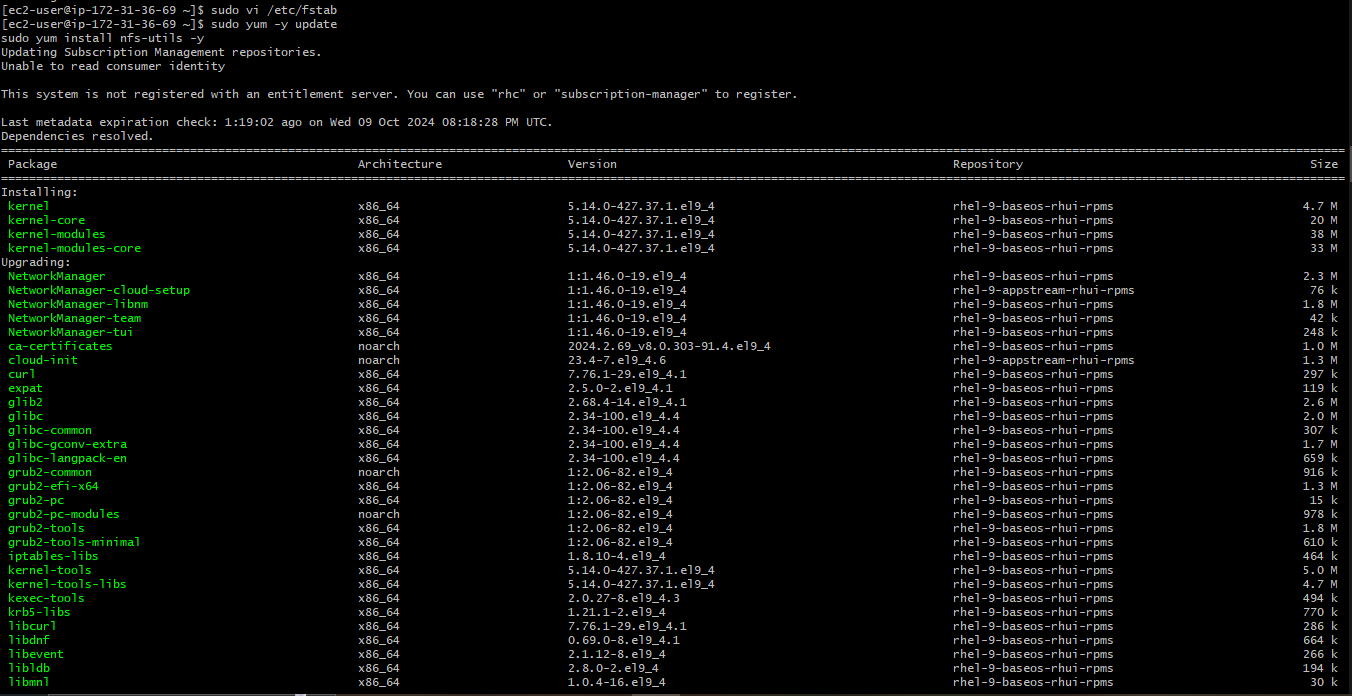 [ec2-user@ip-172-31-36-69 ~]$ sudo vi /etc/fstab
[ec2-user@ip-172-31-36-69 ~]$ sudo yum -y update
sudo yum install nfs-utils -y
Updating Subscription Management repositories.
Unable to read consumer identity
This system is not registered with an entitlement server. You can use "rhc" or "subscription-manager" to register.
Last metadata expiration check: 1:19:02 ago on Wed 09 Oct 2024 08:18:28 PM UTC.
Dependencies resolved.
Package Architecture Version Repository Size
Installing:
kernel x86_64 5.14.0-427.37.1.el9_4 rhel-9-baseos-rhui-rpms 4.7 M
kernel-core x86_64 5.14.0-427.37.1.el9_4 rhel-9-baseos-rhui-rpms 20 M
kernel-modules x86_64 5.14.0-427.37.1.el9_4 rhel-9-baseos-rhui-rpms 38 M
kernel-modules-core x86_64 5.14.0-427.37.1.el9_4 rhel-9-baseos-rhui-rpms 33 M
Upgrading:
NetworkManager x86_64 1:1.46.0-19.el9_4 rhel-9-baseos-rhui-rpms 2.3 M
NetworkManager-cloud-setup x86_64 1:1.46.0-19.el9_4 rhel-9-appstream-rhui-rpms 76 k
NetworkManager-libnm x86_64 1:1.46.0-19.el9_4 rhel-9-baseos-rhui-rpms 1.8 M
NetworkManager-team x86_64 1:1.46.0-19.el9_4 rhel-9-baseos-rhui-rpms 42 k
NetworkManager-tui x86_64 1:1.46.0-19.el9_4 rhel-9-baseos-rhui-rpms 248 k
ca-certificates noarch 2024.2.69_v8.0.303-91.4.el9_4 rhel-9-baseos-rhui-rpms 1.0 M
cloud-init noarch 23.4-7.el9_4.6 rhel-9-appstream-rhui-rpms 1.3 M
curl x86_64 7.76.1-29.el9_4.1 rhel-9-baseos-rhui-rpms 297 k
expat x86_64 2.5.0-2.el9_4.1 rhel-9-baseos-rhui-rpms 119 k
glib2 x86_64 2.68.4-14.el9_4.1 rhel-9-baseos-rhui-rpms 2.6 M
glibc x86_64 2.34-100.el9_4.4 rhel-9-baseos-rhui-rpms 2.0 M
glibc-common x86_64 2.34-100.el9_4.4 rhel-9-baseos-rhui-rpms 307 k
glibc-gconv-extra x86_64 2.34-100.el9_4.4 rhel-9-baseos-rhui-rpms 1.7 M
glibc-langpack-en x86_64 2.34-100.el9_4.4 rhel-9-baseos-rhui-rpms 659 k
grub2-common noarch 1:2.06-82.el9_4 rhel-9-baseos-rhui-rpms 916 k
grub2-efi-x64 x86_64 1:2.06-82.el9_4 rhel-9-baseos-rhui-rpms 1.3 M
grub2-pc x86_64 1:2.06-82.el9_4 rhel-9-baseos-rhui-rpms 15 k
grub2-pc-modules noarch 1:2.06-82.el9_4 rhel-9-baseos-rhui-rpms 978 k
grub2-tools x86_64 1:2.06-82.el9_4 rhel-9-baseos-rhui-rpms 1.8 M
grub2-tools-minimal x86_64 1:2.06-82.el9_4 rhel-9-baseos-rhui-rpms 610 k
iptables-libs x86_64 1.8.10-4.el9_4 rhel-9-baseos-rhui-rpms 464 k
kernel-tools x86_64 5.14.0-427.37.1.el9_4 rhel-9-baseos-rhui-rpms 5.0 M
kernel-tools-libs x86_64 5.14.0-427.37.1.el9_4 rhel-9-baseos-rhui-rpms 4.7 M
kexec-tools x86_64 2.0.27-8.el9_4.3 rhel-9-baseos-rhui-rpms 494 k
krb5-libs x86_64 1.21.1-2.el9_4 rhel-9-baseos-rhui-rpms 770 k
libcurl x86_64 7.76.1-29.el9_4.1 rhel-9-baseos-rhui-rpms 286 k
libdnf x86_64 0.69.0-8.el9_4.1 rhel-9-baseos-rhui-rpms 664 k
libevent x86_64 2.1.12-8.el9_4 rhel-9-baseos-rhui-rpms 266 k
libldb x86_64 2.8.0-2.el9_4 rhel-9-baseos-rhui-rpms 194 k
libmnl x86_64 1.0.4-16.el9_4 rhel-9-baseos-rhui-rpms 30 k